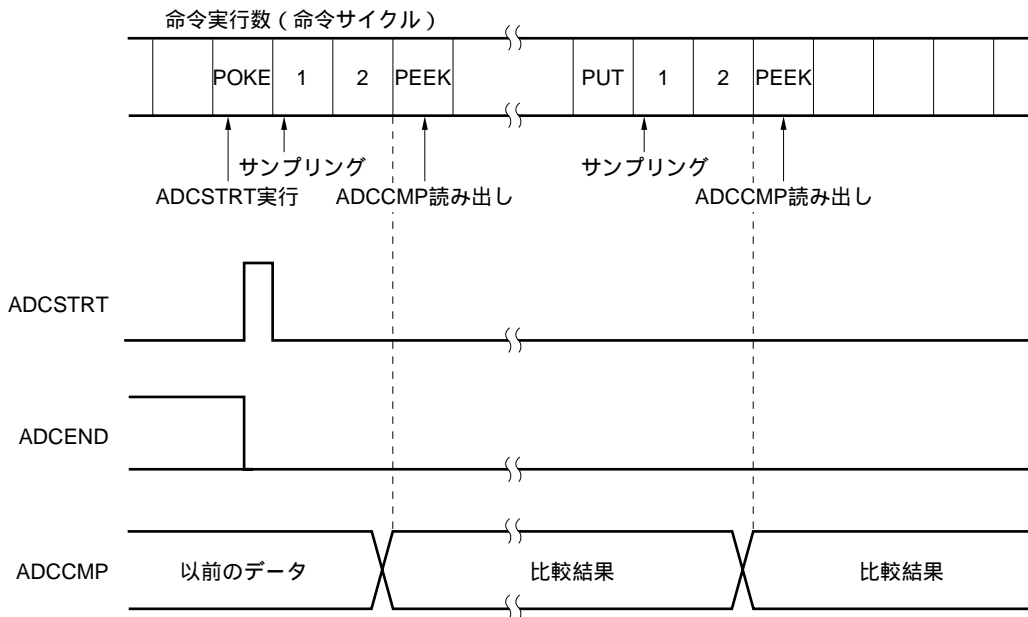 命令実行数（命令サイクル）
POKE 1 2 PEEK PUT 1 2 PEEK
サンプリング サンプリング
ADCSTRT実行 ADCCMP読み出し ADCCMP読み出し
ADCSTRT
ADCEND
ADCCMP 以前のデータ 比較結果 比較結果